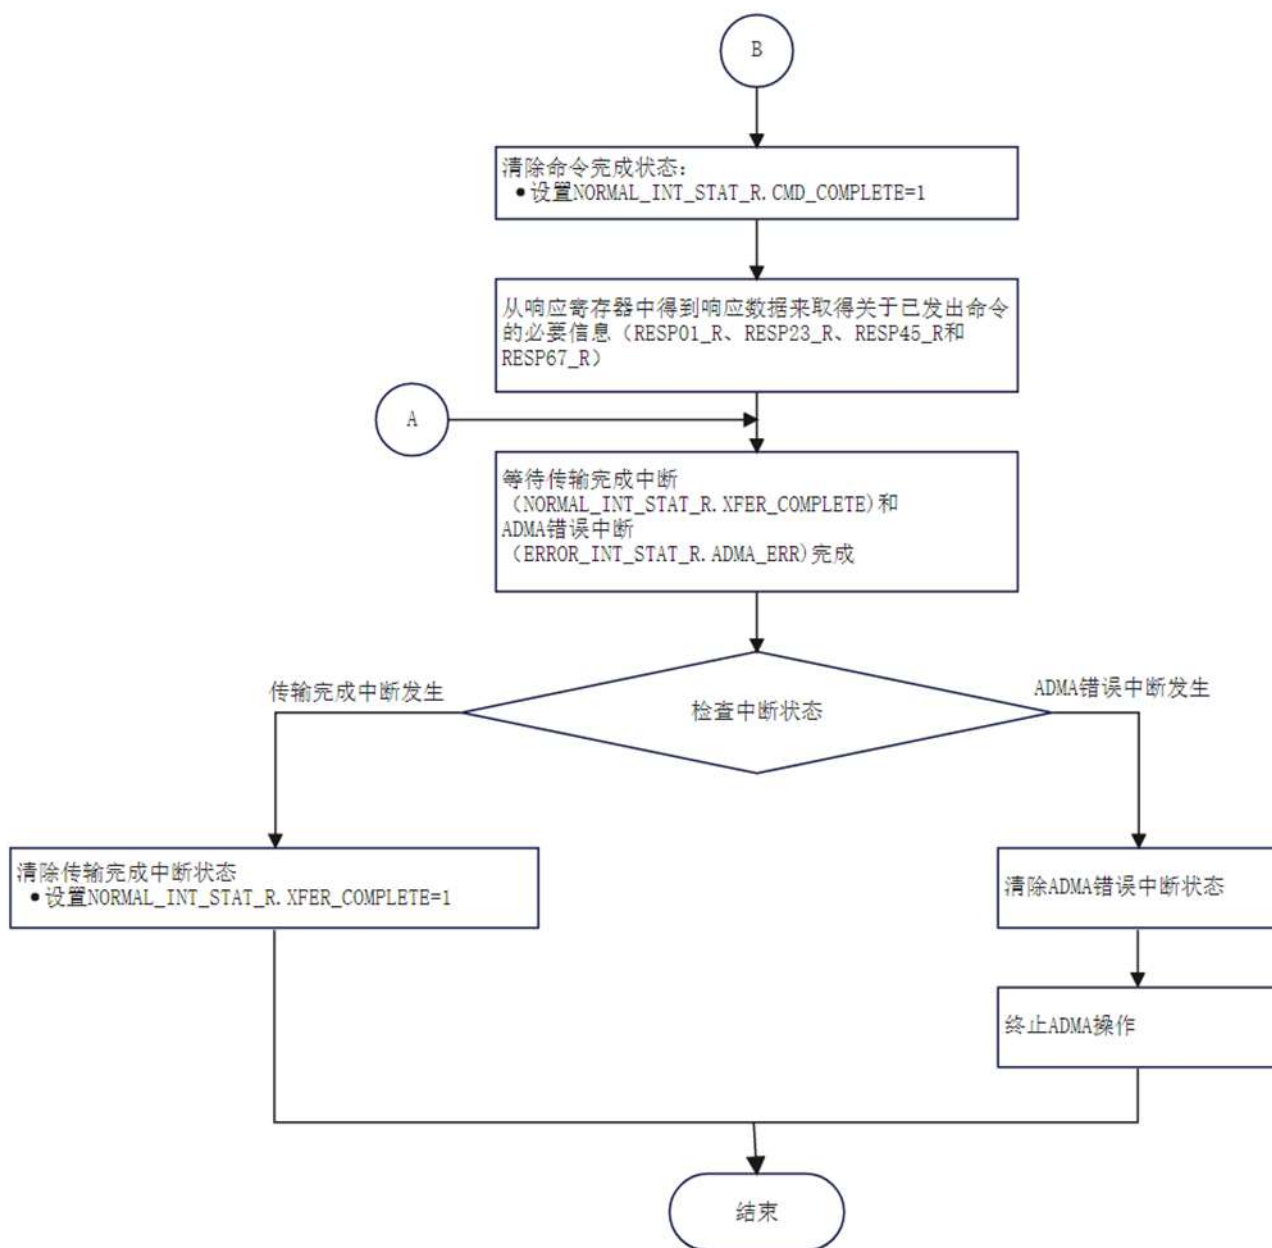 B
清除命令完成状态：
•设置NORMAL_INT_STAT_R.CMD_COMPLETE=1
从响应寄存器中得到响应数据来取得关于已发出命令
的必要信息（RESP01_R、RESP23_R、RESP45_R和
RESP67_R）
A
等待传输完成中断
（NORMAL_INT_STAT_R.XFER_COMPLETE)和
ADMA错误中断
（ERROR_INT_STAT_R.ADMA_ERR)完成
传输完成中断发生
检查中断状态
ADMA错误中断发生
清除传输完成中断状态
•设置NORMAL_INT_STAT_R.XFER_COMPLETE=1
清除ADMA错误中断状态
终止ADMA操作
结束